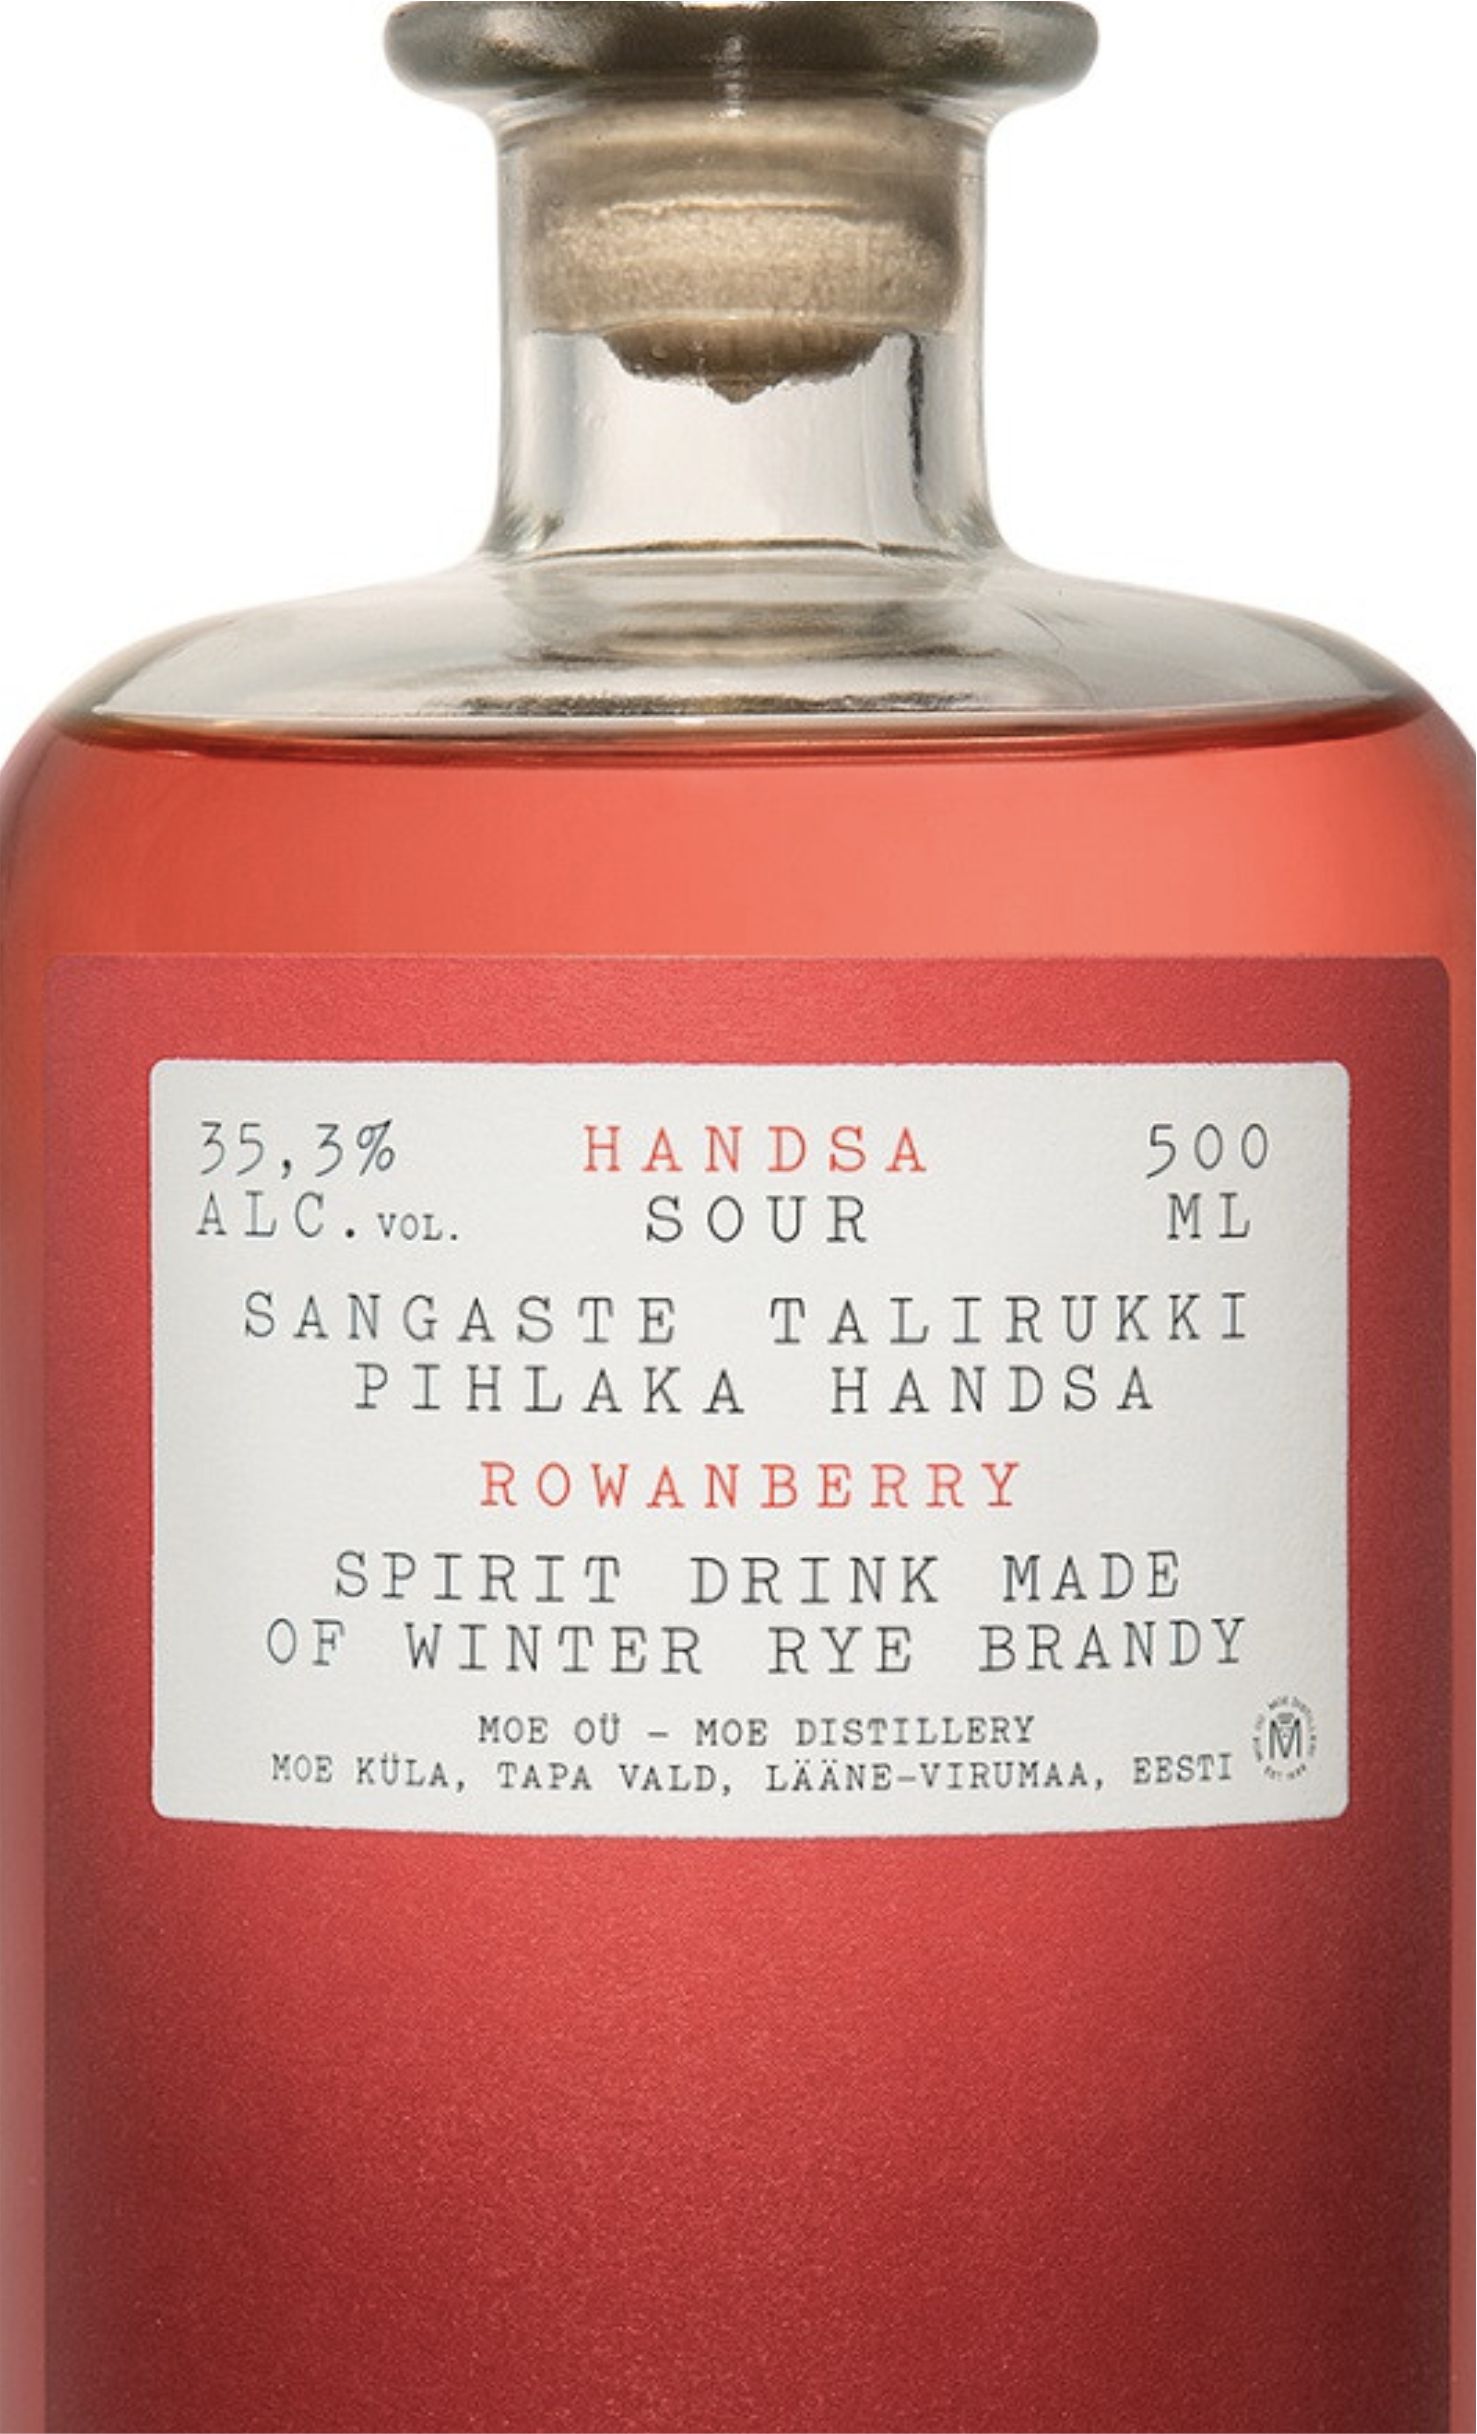 35,3% HANDSA 500
ALC.VOL. SOUR ML
SANGASTE TALIRUKKI
PIHLAKA HANDSA
ROWANBERRY
SPIRIT DRINK MADE
OF WINTER RYE BRANDY
MOE OÜ – MOE DISTILLERY
MOE KÜLA, TAPA VALD, LÄÄNE-VIRUMAA, EESTI